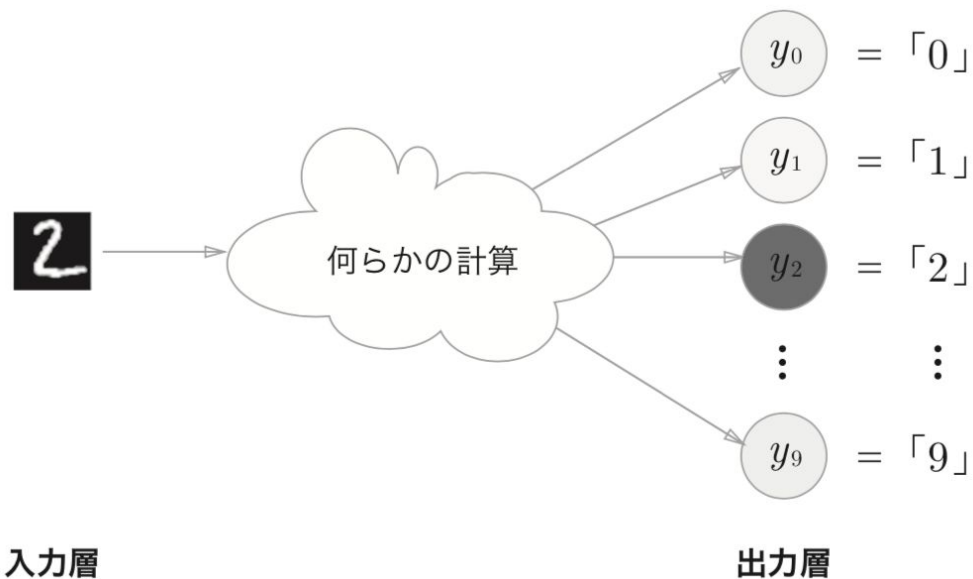 y₀ = 「0」
y₁ = 「1」
2
何らかの計算
y₂ = 「2」
⋮ ⋮
y₉ = 「9」
入力層
出力層